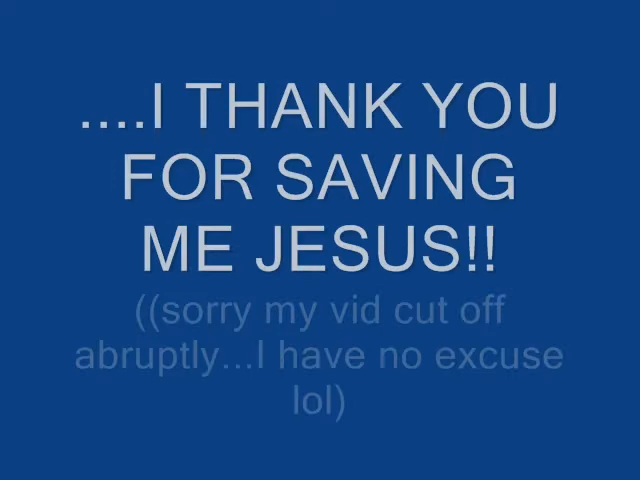 ....I THANK YOU
FOR SAVING
ME JESUS!!
((sorry my vid cut off
abruptly...I have no excuse
lol)